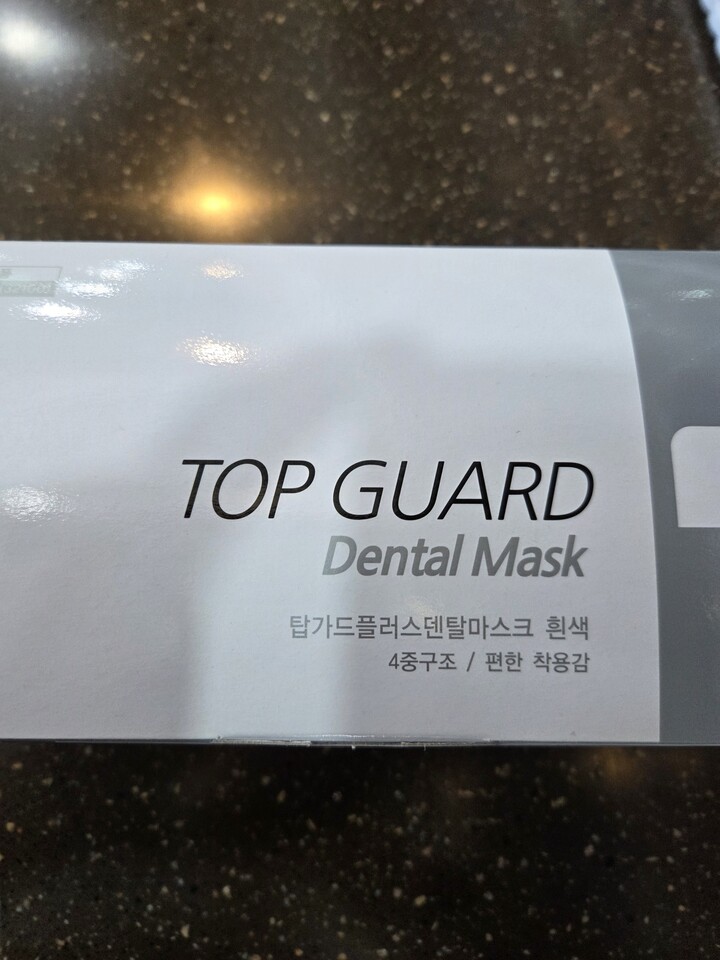 TOP GUARD
Dental Mask
탑가드플러스덴탈마스크 흰색
4중구조 / 편한 착용감